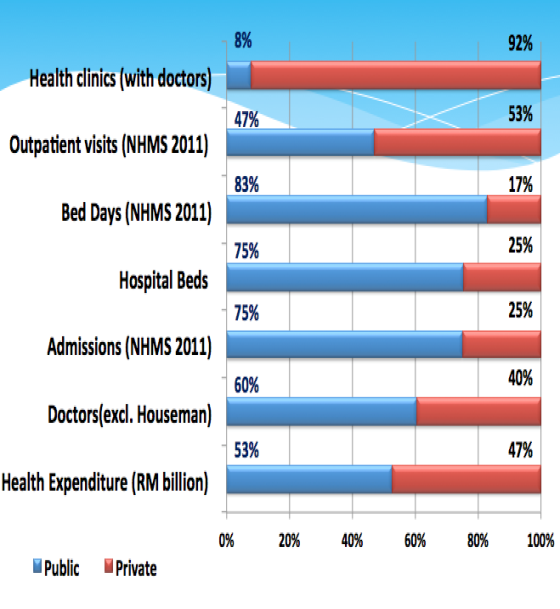 8% 92%
Health clinics (with doctors)
47% 53%
Outpatient visits (NHMS 2011)
83% 17%
Bed Days (NHMS 2011)
75% 25%
Hospital Beds
75% 25%
Admissions (NHMS 2011)
60% 40%
Doctors(excl. Houseman)
53% 47%
Health Expenditure (RM billion)
0% 20% 40% 60% 80% 100%
Public Private